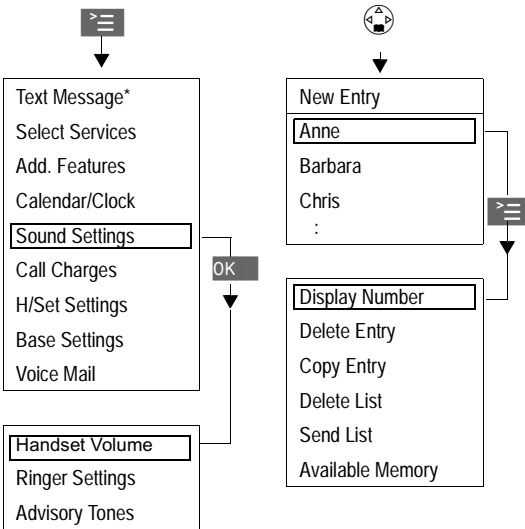 Text Message*
Select Services
Add. Features
Calendar/Clock
Sound Settings
Call Charges
H/Set Settings
Base Settings
Voice Mail
OK
Handset Volume
Ringer Settings
Advisory Tones
New Entry
Anne
Barbara
Chris
:
Display Number
Delete Entry
Copy Entry
Delete List
Send List
Available Memory